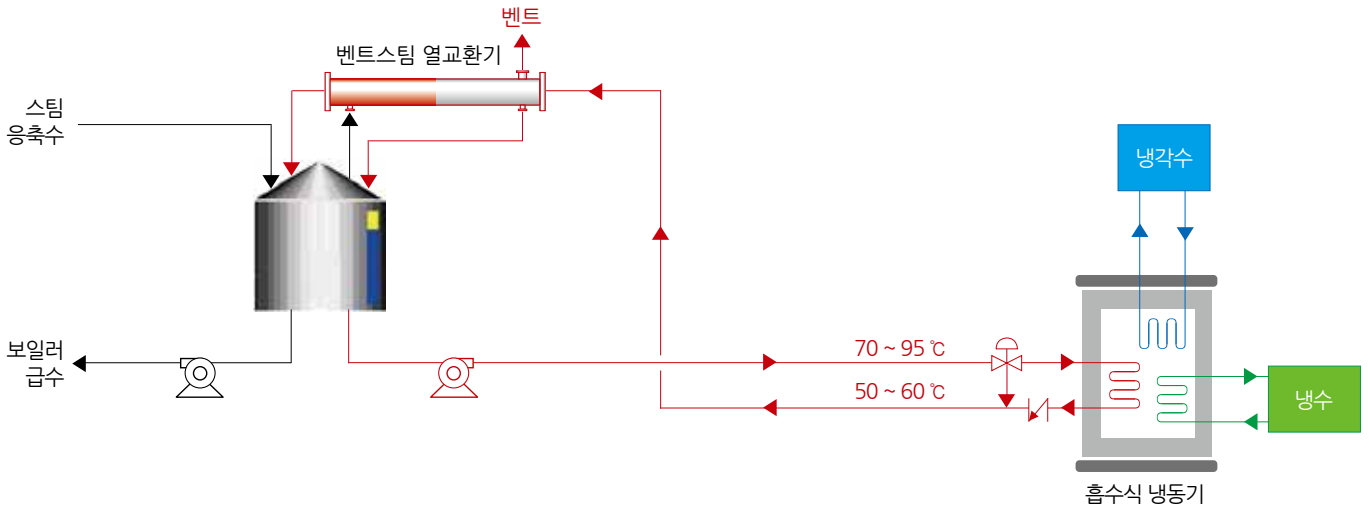 벤트
벤트스팀 열교환기
스팀
응축수
냉각수
보일러
급수
70 ~ 95 ℃
50 ~ 60 ℃
냉수
흡수식 냉동기